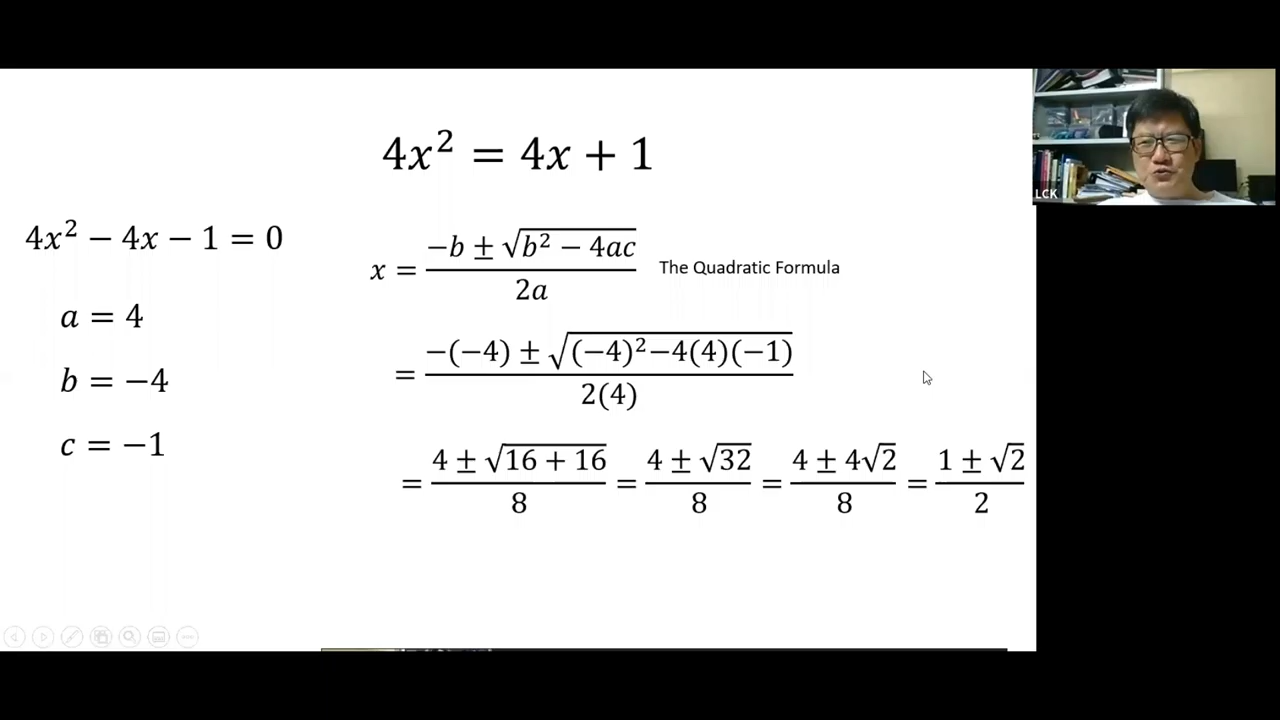 4x² = 4x + 1
4x² − 4x − 1 = 0
a = 4
b = −4
c = −1
x = (−b ± √(b² − 4ac)) / (2a)
The Quadratic Formula
= (−(−4) ± √((−4)²−4(4)(−1))) / (2(4))
= (4 ± √(16 + 16)) / 8 = (4 ± √32) / 8 = (4 ± 4√2) / 8 = (1 ± √2) / 2
LCK